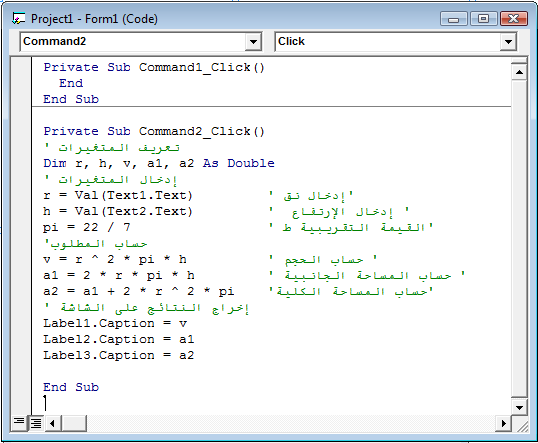 Project1 - Form1 (Code)
Command2 Click
Private Sub Command1_Click()
End
End Sub
Private Sub Command2_Click()
' تعريف المتغيرات
Dim r, h, v, a1, a2 As Double
' إدخال المتغيرات
r = Val(Text1.Text) ' إدخال نق'
h = Val(Text2.Text) ' إدخال الإرتفاع '
pi = 22 / 7 ' القيمة التقريبية ط'
'حساب المطلوب
v = r ^ 2 * pi * h ' حساب الحجم '
a1 = 2 * r * pi * h ' حساب المساحة الجانبية '
a2 = a1 + 2 * r ^ 2 * pi 'حساب المساحة الكلية'
' إخراج النتائج على الشاشة
Label1.Caption = v
Label2.Caption = a1
Label3.Caption = a2
End Sub